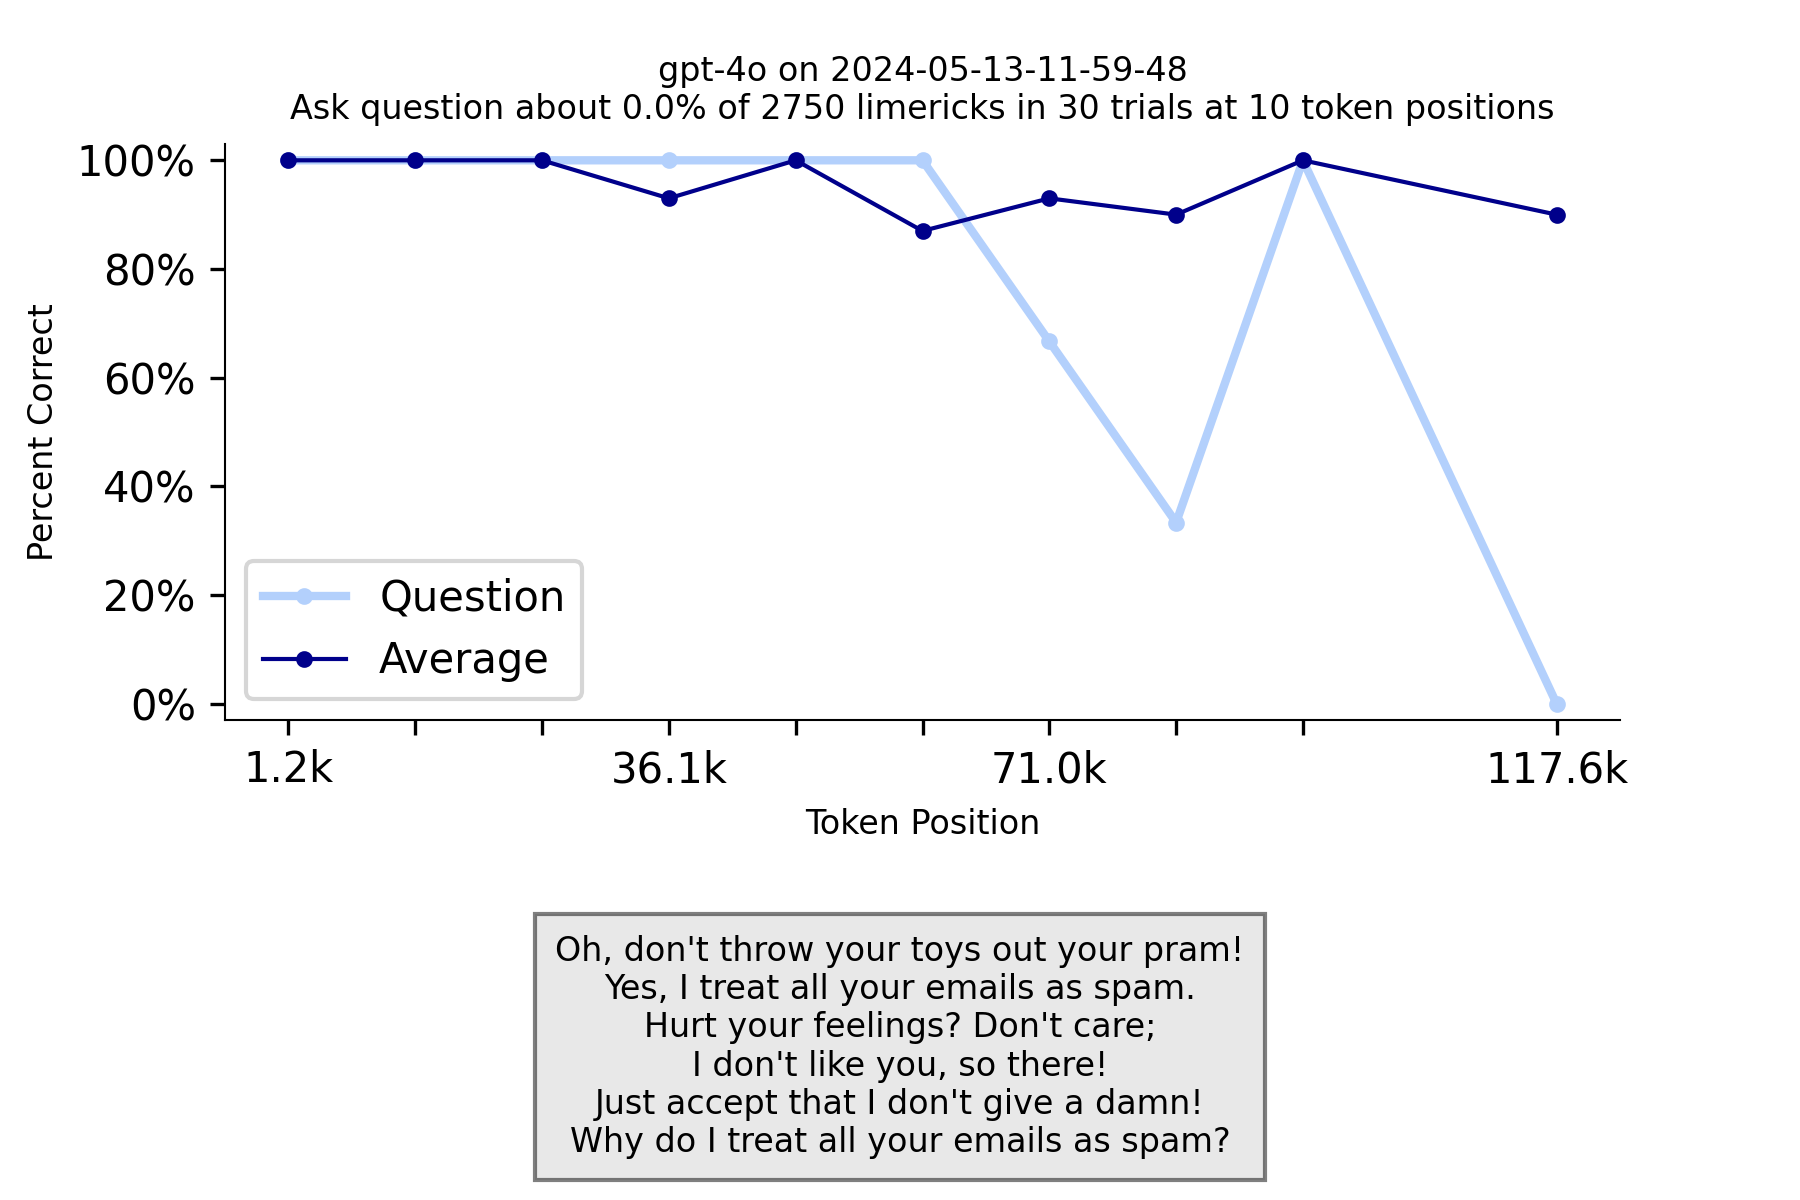 gpt-4o on 2024-05-13-11-59-48
Ask question about 0.0% of 2750 limericks in 30 trials at 10 token positions
100%
80%
60%
40%
20%
0%
Percent Correct
Question
Average
1.2k
36.1k
71.0k
117.6k
Token Position
Oh, don't throw your toys out your pram!
Yes, I treat all your emails as spam.
Hurt your feelings? Don't care;
I don't like you, so there!
Just accept that I don't give a damn!
Why do I treat all your emails as spam?